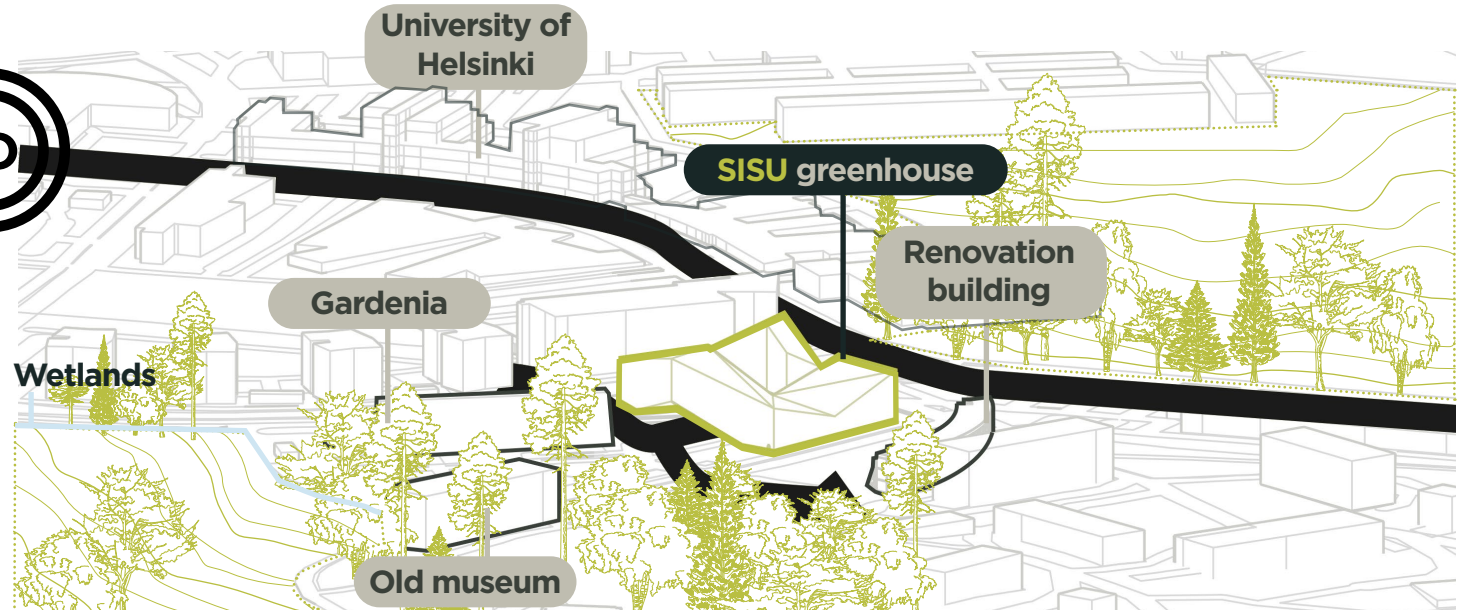 University of
Helsinki
SISU greenhouse
Renovation
building
Gardenia
Wetlands
Old museum